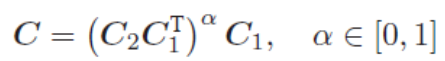 C = (C₂C₁ᵀ)^α C₁, α ∈ [0, 1]